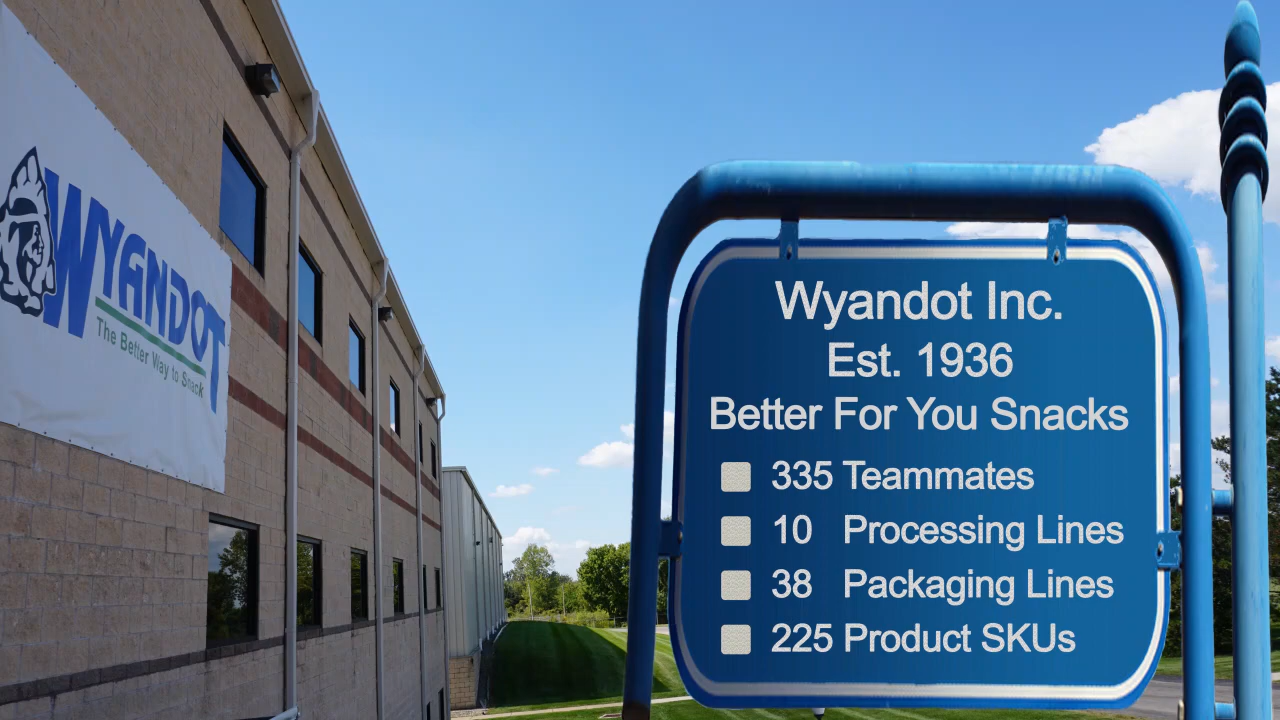 WYANDOT
The Better Way to Snack
Wyandot Inc.
Est. 1936
Better For You Snacks
335 Teammates
10 Processing Lines
38 Packaging Lines
225 Product SKUs